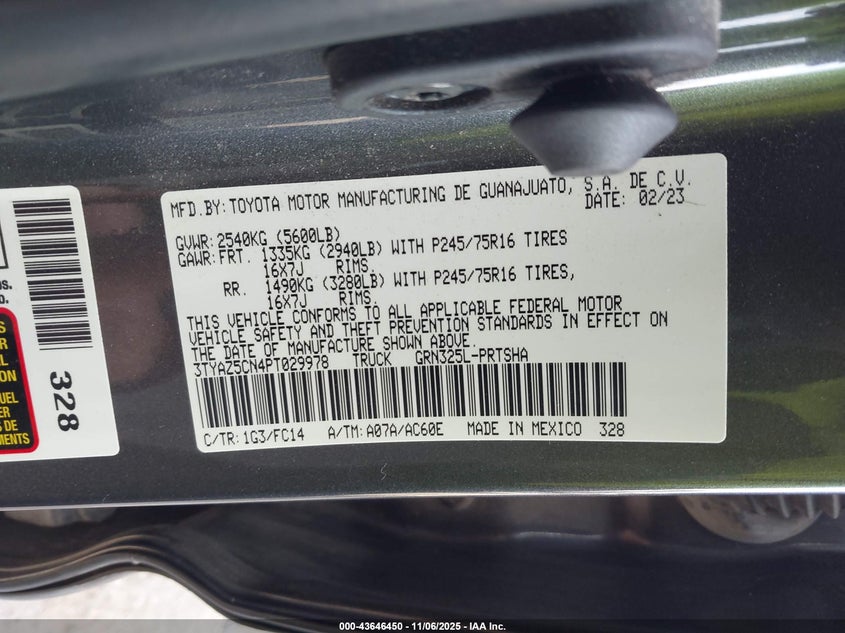 MFD.BY:TOYOTA MOTOR MANUFACTURING DE GUANAJUATO, S.A. DE C.V.
DATE: 02/23
GVWR:2540KG (5600LB)
GAWR:FRT. 1335KG (2940LB) WITH P245/75R16 TIRES
16X7J RIMS.
RR. 1490KG (3280LB) WITH P245/75R16 TIRES,
16X7J RIMS.
THIS VEHICLE CONFORMS TO ALL APPLICABLE FEDERAL MOTOR
VEHICLE SAFETY AND THEFT PREVENTION STANDARDS IN EFFECT ON
THE DATE OF MANUFACTURE SHOWN ABOVE.
3TYAZ5CN4PT029978 TRUCK GRN325L-PRTSHA
C/TR: 1G3/FC14 A/TM: A07A/AC60E MADE IN MEXICO 328
328
000-43646450 - 11/06/2025 - IAA Inc.